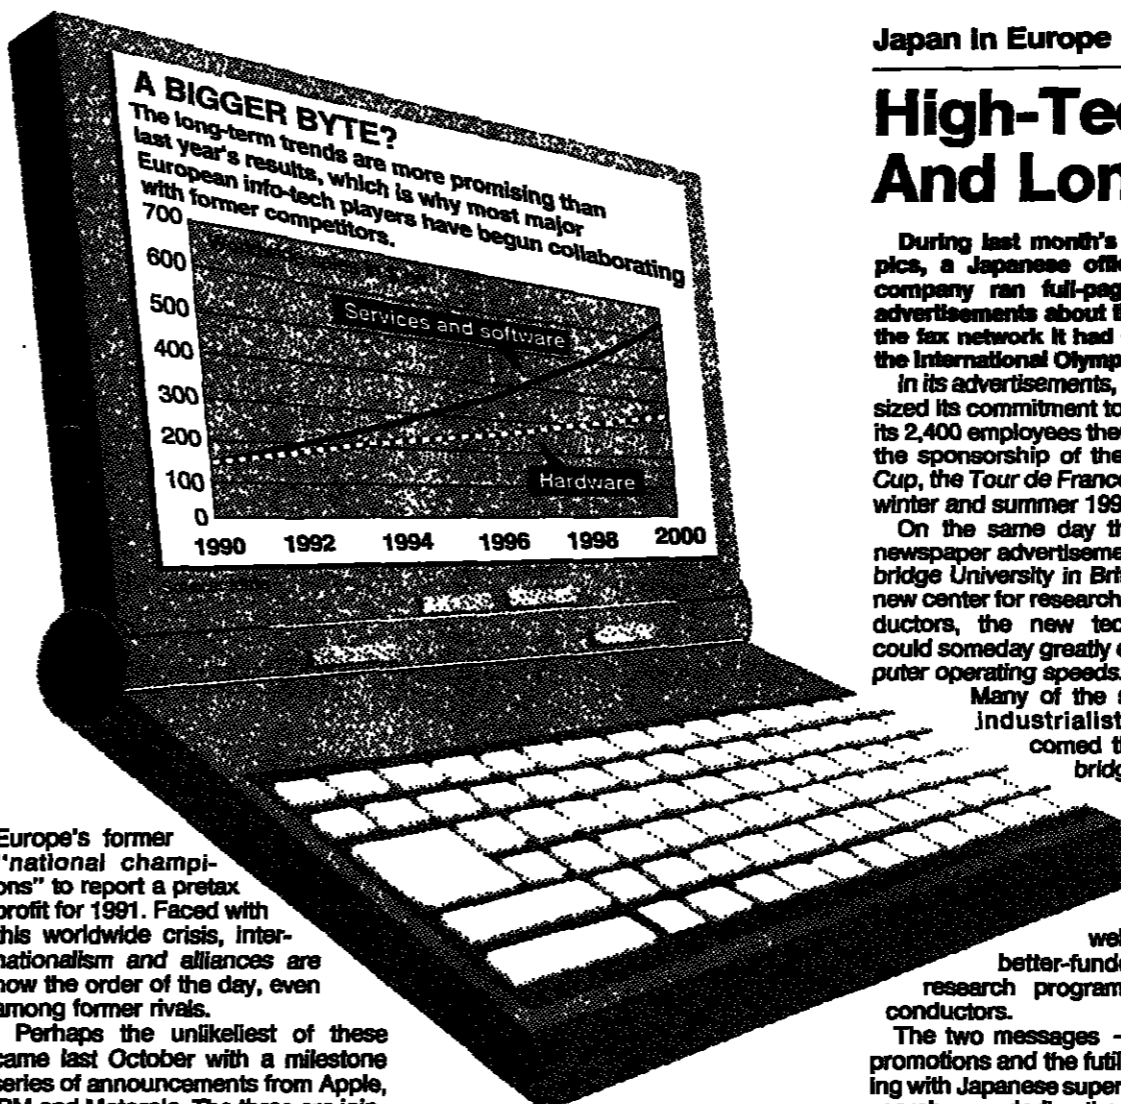 A BIGGER BYTE?
The long-term trends are more promising than
last year's results, which is why most major
European info-tech players have begun collaborating
with former competitors.
700
600
500
400
300
200
100
0
Services and software
Hardware
1990 1992 1994 1996 1998 2000
Europe's former
"national champi-
ons" to report a pretax
profit for 1991. Faced with
this worldwide crisis, inter-
nationalism and alliances are
now the order of the day, even
among former rivals.
Perhaps the unlikeliest of these
came last October with a milestone
series of announcements from Apple,
Japan in Europe
High-Tec
And Lon
During last month's
pics, a Japanese offic
company ran full-pag
advertisements about t
the fax network it had
the International Olymp
In its advertisements,
sized its commitment to
its 2,400 employees the
the sponsorship of the
Cup, the Tour de France
winter and summer 199
On the same day th
newspaper advertiseme
bridge University in Brit
new center for research
ductors, the new tec
could someday greatly e
puter operating speeds.
Many of the s
industrialist
comed th
bridg
wel
better-funde
research program
conductors.
The two messages –
promotions and the futil
ing with Japanese super